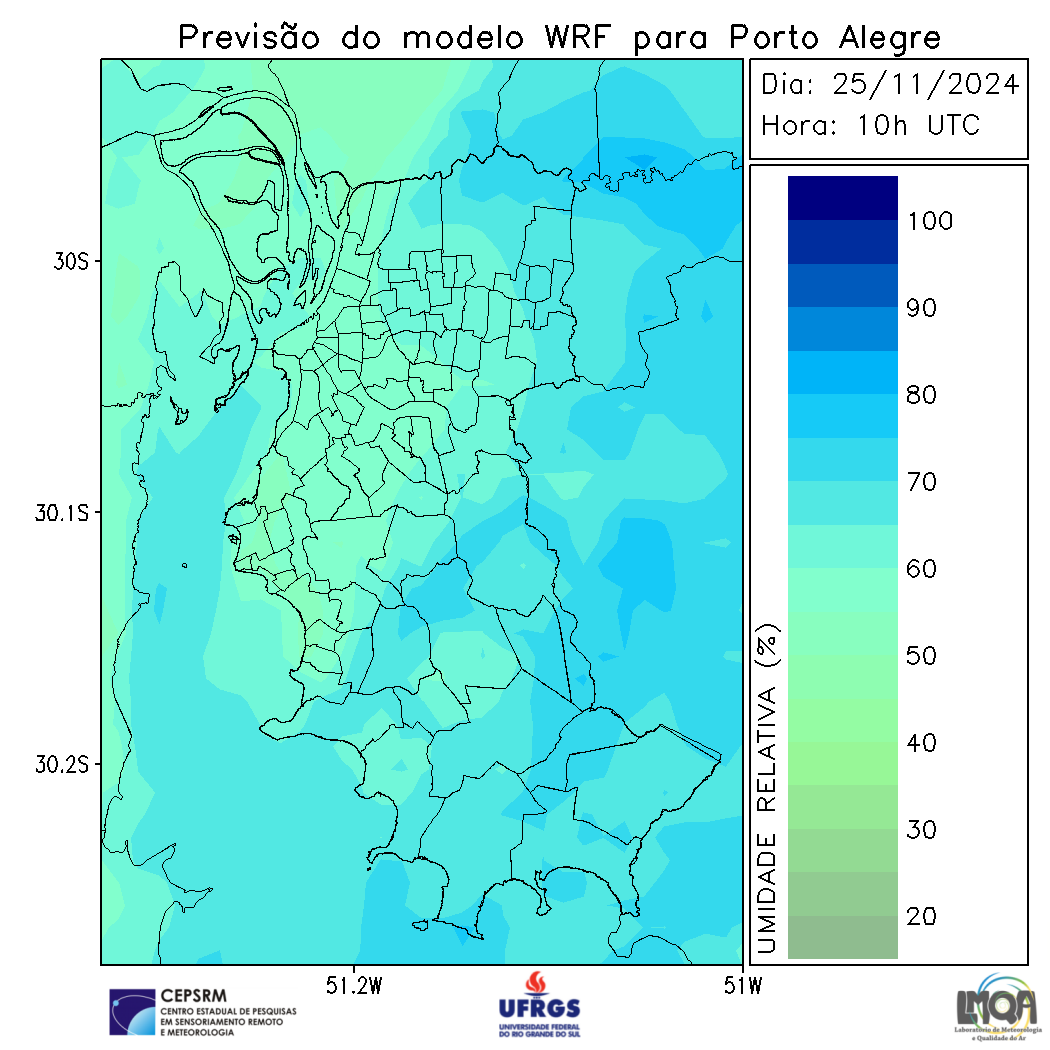 Previsão do modelo WRF para Porto Alegre
Dia: 25/11/2024
Hora: 10h UTC
30S
30.1S
30.2S
51.2W
51W
UMIDADE RELATIVA (%)
100
90
80
70
60
50
40
30
20
CEPSRM
CENTRO ESTADUAL DE PESQUISAS
EM SENSORIAMENTO REMOTO
E METEOROLOGIA
UFRGS
UNIVERSIDADE FEDERAL
DO RIO GRANDE DO SUL
LMQA
Laboratório de Meteorologia
e Qualidade do Ar